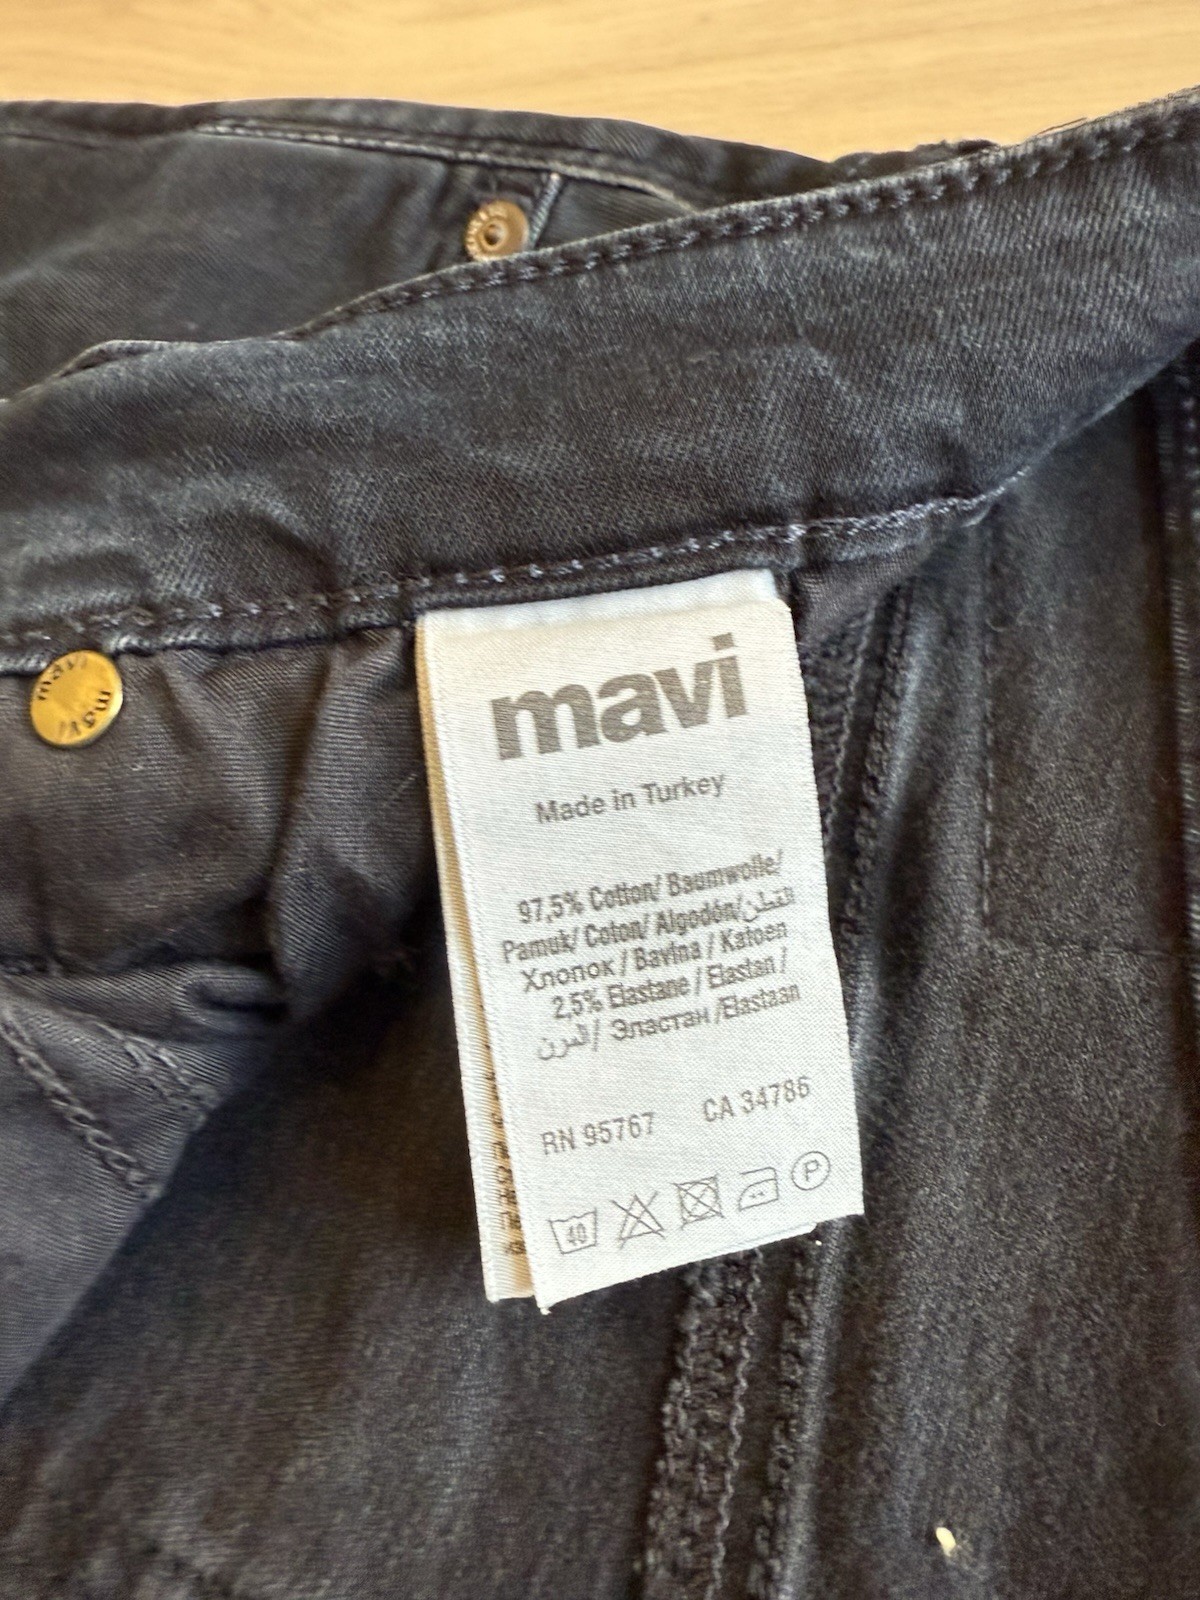 mavi
mavi
mavi
Made in Turkey
97,5% Cotton/ Baumwolle/
Pamuk/ Coton/ Algodón/القطن
Хлопок / Bavlna / Katoen
2,5% Elastane / Elastan /
/ Эластан /Elastaan
RN 95767 CA 34786
40
P